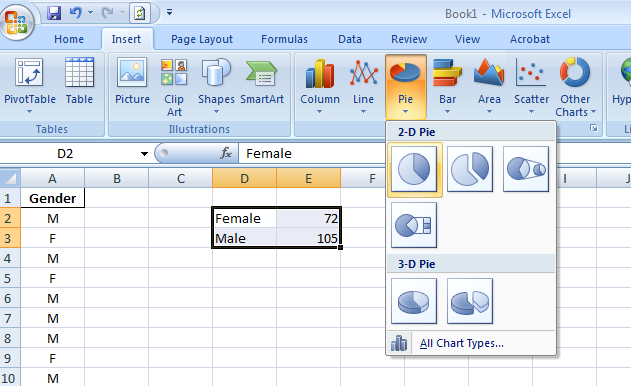 Book1 - Microsoft Excel
Home Insert Page Layout Formulas Data Review View Acrobat
PivotTable Table Picture Clip Art Shapes SmartArt Column Line Pie Bar Area Scatter Other Charts
Tables Illustrations
D2 fx Female
2-D Pie
A B C D E F I
1 Gender
2 M Female 72
3 F Male 105
4 M
3-D Pie
5 F
6 M
7 M
8 M
All Chart Types...
9 F
10 M